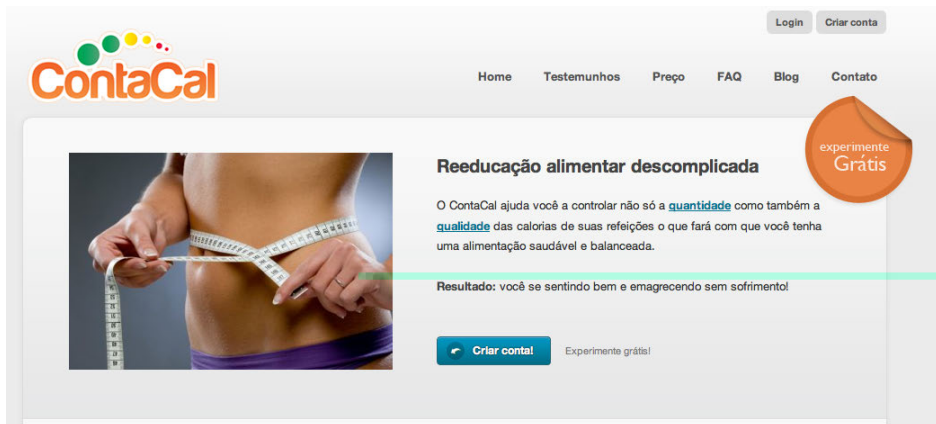 Login Criar conta
ContaCal
Home Testemunhos Preço FAQ Blog Contato
experimente
Grátis
Reeducação alimentar descomplicada
O ContaCal ajuda você a controlar não só a quantidade como também a
qualidade das calorias de suas refeições o que fará com que você tenha
uma alimentação saudável e balanceada.
Resultado: você se sentindo bem e emagrecendo sem sofrimento!
Criar conta! Experimente grátis!